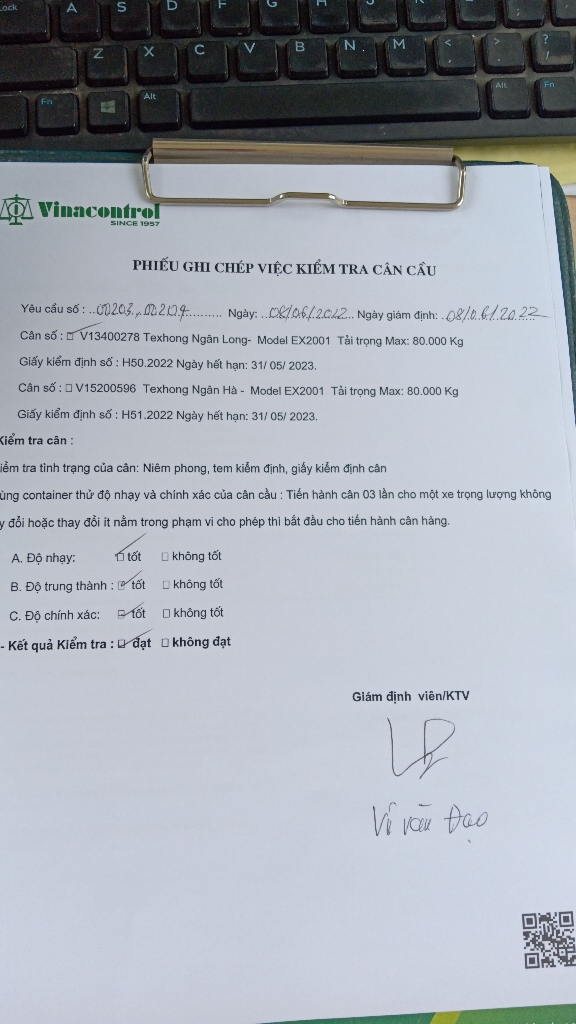 Lock A S D F G H J K L
Z X C V B N. M < > ?
, . /
Fn Alt Alt Fn
Vinacontrol
SINCE 1957
PHIẾU GHI CHÉP VIỆC KIỂM TRA CÂN CẦU
Yêu cầu số : ..00203, 00204......... Ngày: ..08/06/2022.. Ngày giám định: ..08/06/2022..
Cân số : ☐ V13400278 Texhong Ngân Long- Model EX2001 Tải trọng Max: 80.000 Kg
Giấy kiểm định số : H50.2022 Ngày hết hạn: 31/ 05/ 2023.
Cân số : ☐ V15200596 Texhong Ngân Hà - Model EX2001 Tải trọng Max: 80.000 Kg
Giấy kiểm định số : H51.2022 Ngày hết hạn: 31/ 05/ 2023.
Kiểm tra cân :
iểm tra tình trạng của cân: Niêm phong, tem kiểm định, giấy kiểm định cân
ùng container thử độ nhạy và chính xác của cân cầu : Tiến hành cân 03 lần cho một xe trọng lượng không
y đổi hoặc thay đổi ít nằm trong phạm vi cho phép thì bắt đầu cho tiến hành cân hàng.
A. Độ nhạy: ☑ tốt ☐ không tốt
B. Độ trung thành : ☑ tốt ☐ không tốt
C. Độ chính xác: ☑ tốt ☐ không tốt
- Kết quả Kiểm tra : ☑ đạt ☐ không đạt
Giám định viên/KTV
Vi văn Đạo